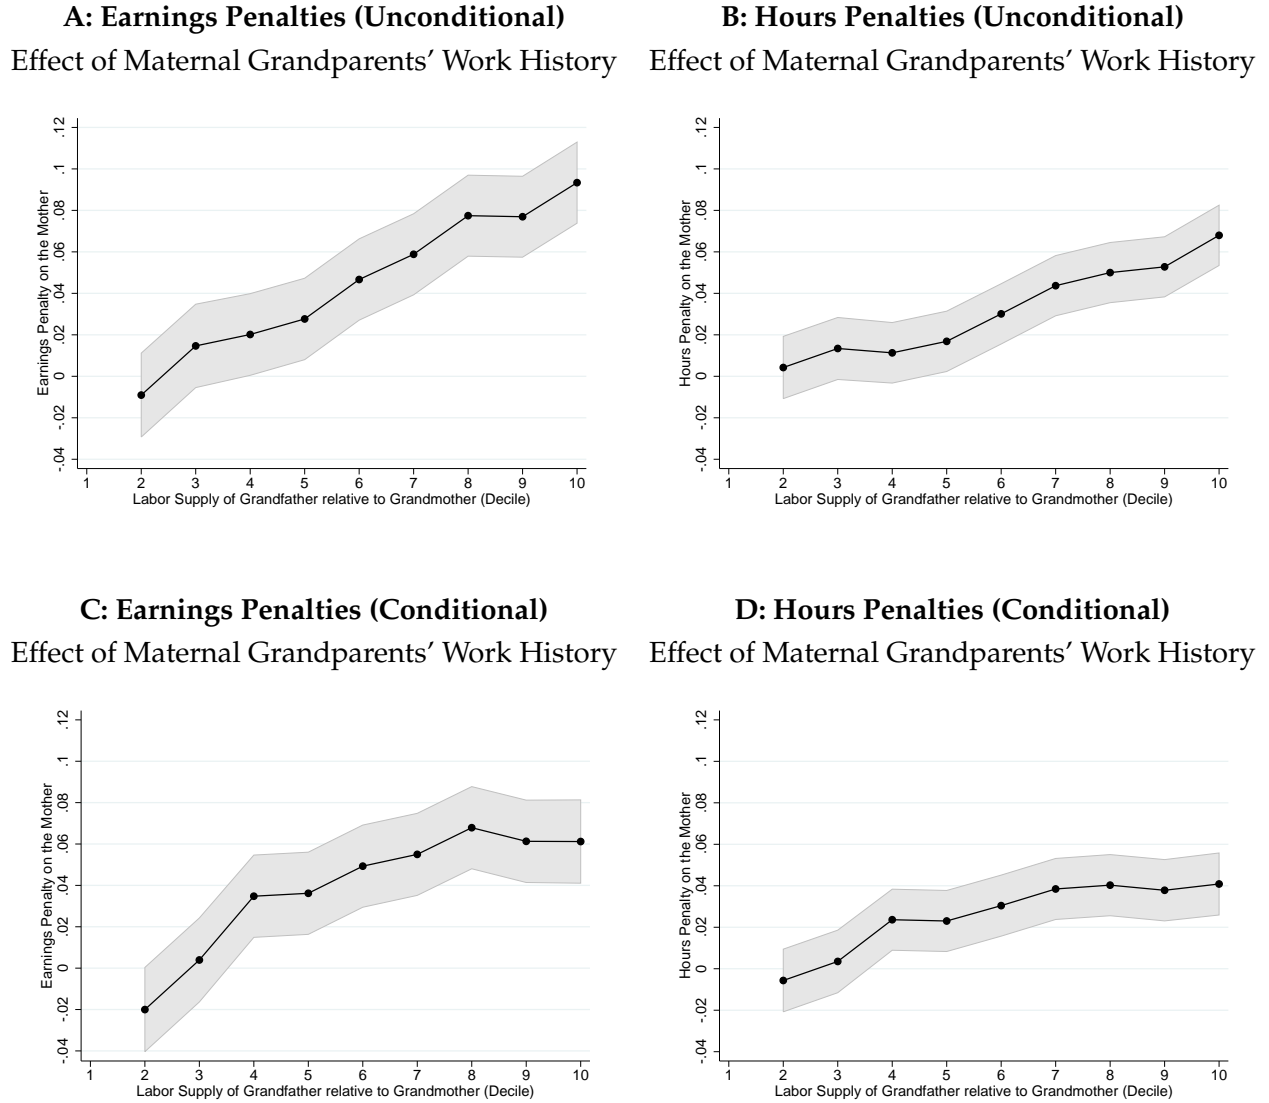 A: Earnings Penalties (Unconditional)
Effect of Maternal Grandparents’ Work History
.12
.1
.08
.06
.04
.02
0
-.02
-.04
Earnings Penalty on the Mother
1 2 3 4 5 6 7 8 9 10
Labor Supply of Grandfather relative to Grandmother (Decile)
B: Hours Penalties (Unconditional)
Effect of Maternal Grandparents’ Work History
.12
.1
.08
.06
.04
.02
0
-.02
-.04
Hours Penalty on the Mother
1 2 3 4 5 6 7 8 9 10
Labor Supply of Grandfather relative to Grandmother (Decile)
C: Earnings Penalties (Conditional)
Effect of Maternal Grandparents’ Work History
.12
.1
.08
.06
.04
.02
0
-.02
-.04
Earnings Penalty on the Mother
1 2 3 4 5 6 7 8 9 10
Labor Supply of Grandfather relative to Grandmother (Decile)
D: Hours Penalties (Conditional)
Effect of Maternal Grandparents’ Work History
.12
.1
.08
.06
.04
.02
0
-.02
-.04
Hours Penalty on the Mother
1 2 3 4 5 6 7 8 9 10
Labor Supply of Grandfather relative to Grandmother (Decile)